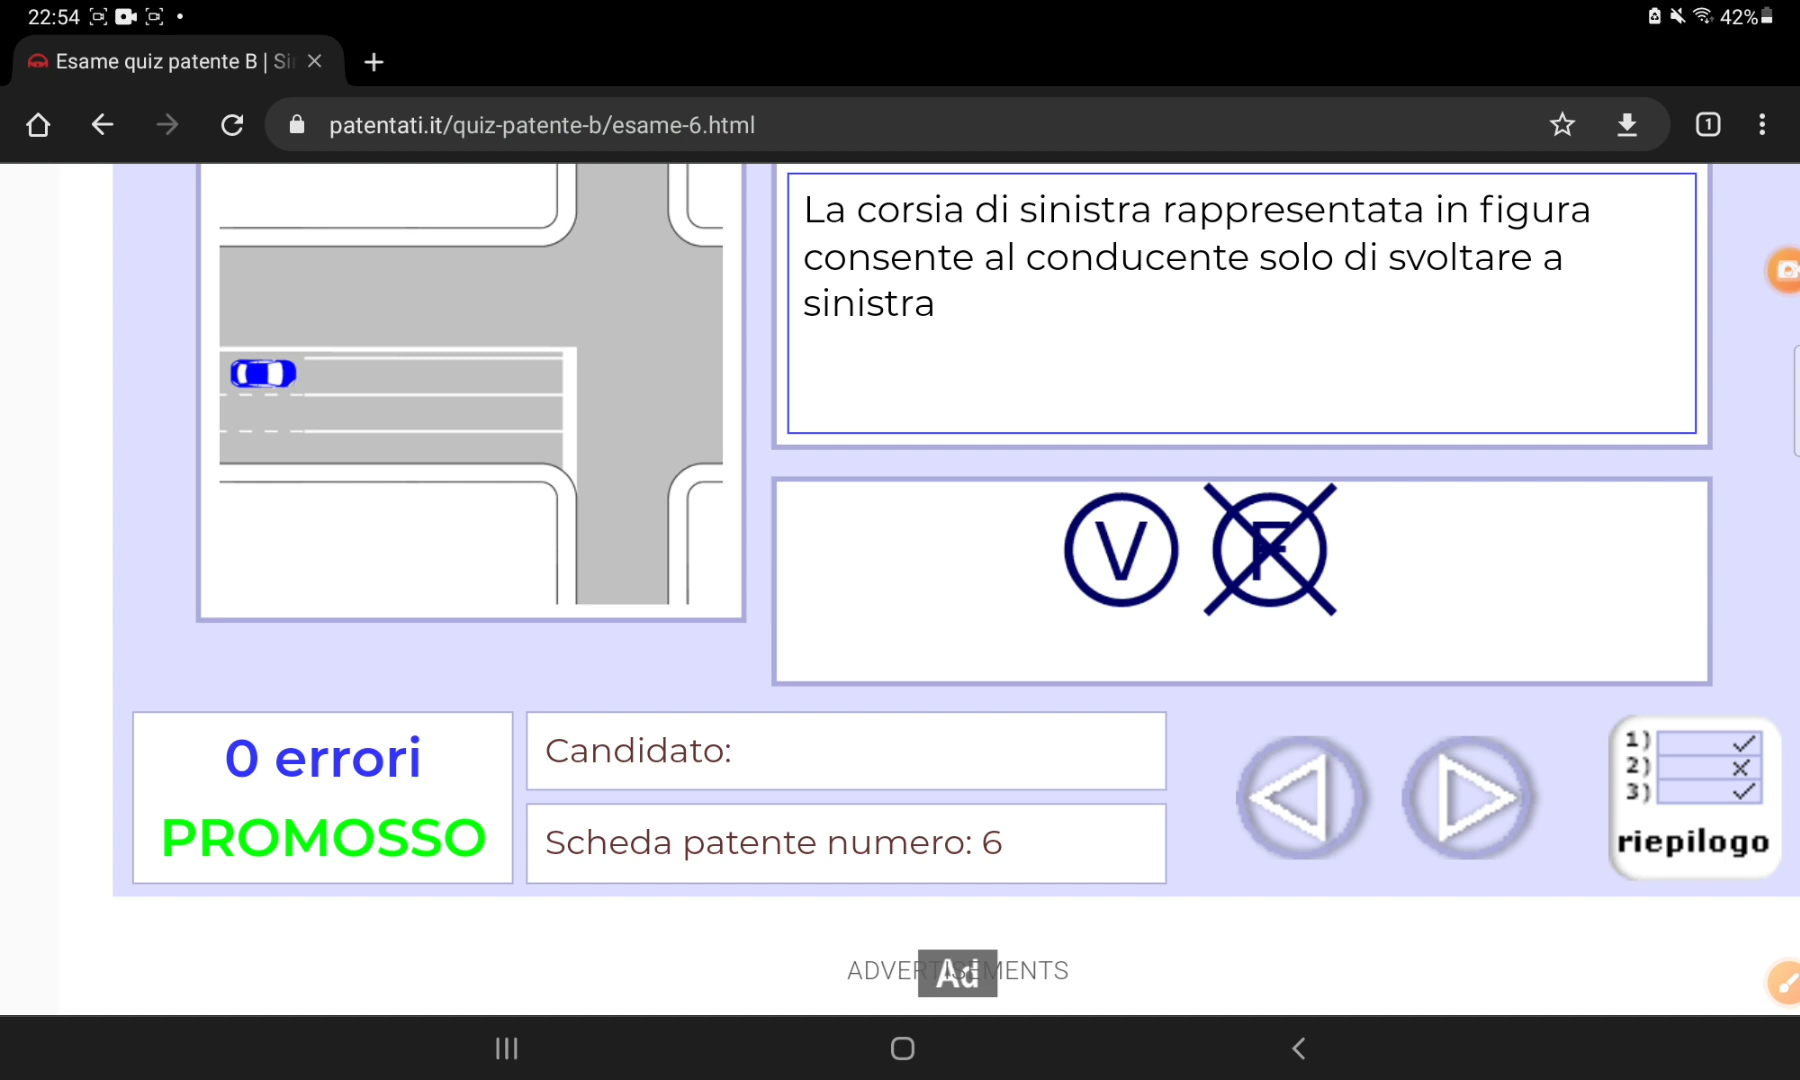 22:54
42%
Esame quiz patente B | Si
patentati.it/quiz-patente-b/esame-6.html
1
La corsia di sinistra rappresentata in figura
consente al conducente solo di svoltare a
sinistra
V F
0 errori
PROMOSSO
Candidato:
Scheda patente numero: 6
1)
2)
3)
riepilogo
ADVERTISEMENTS
Ad